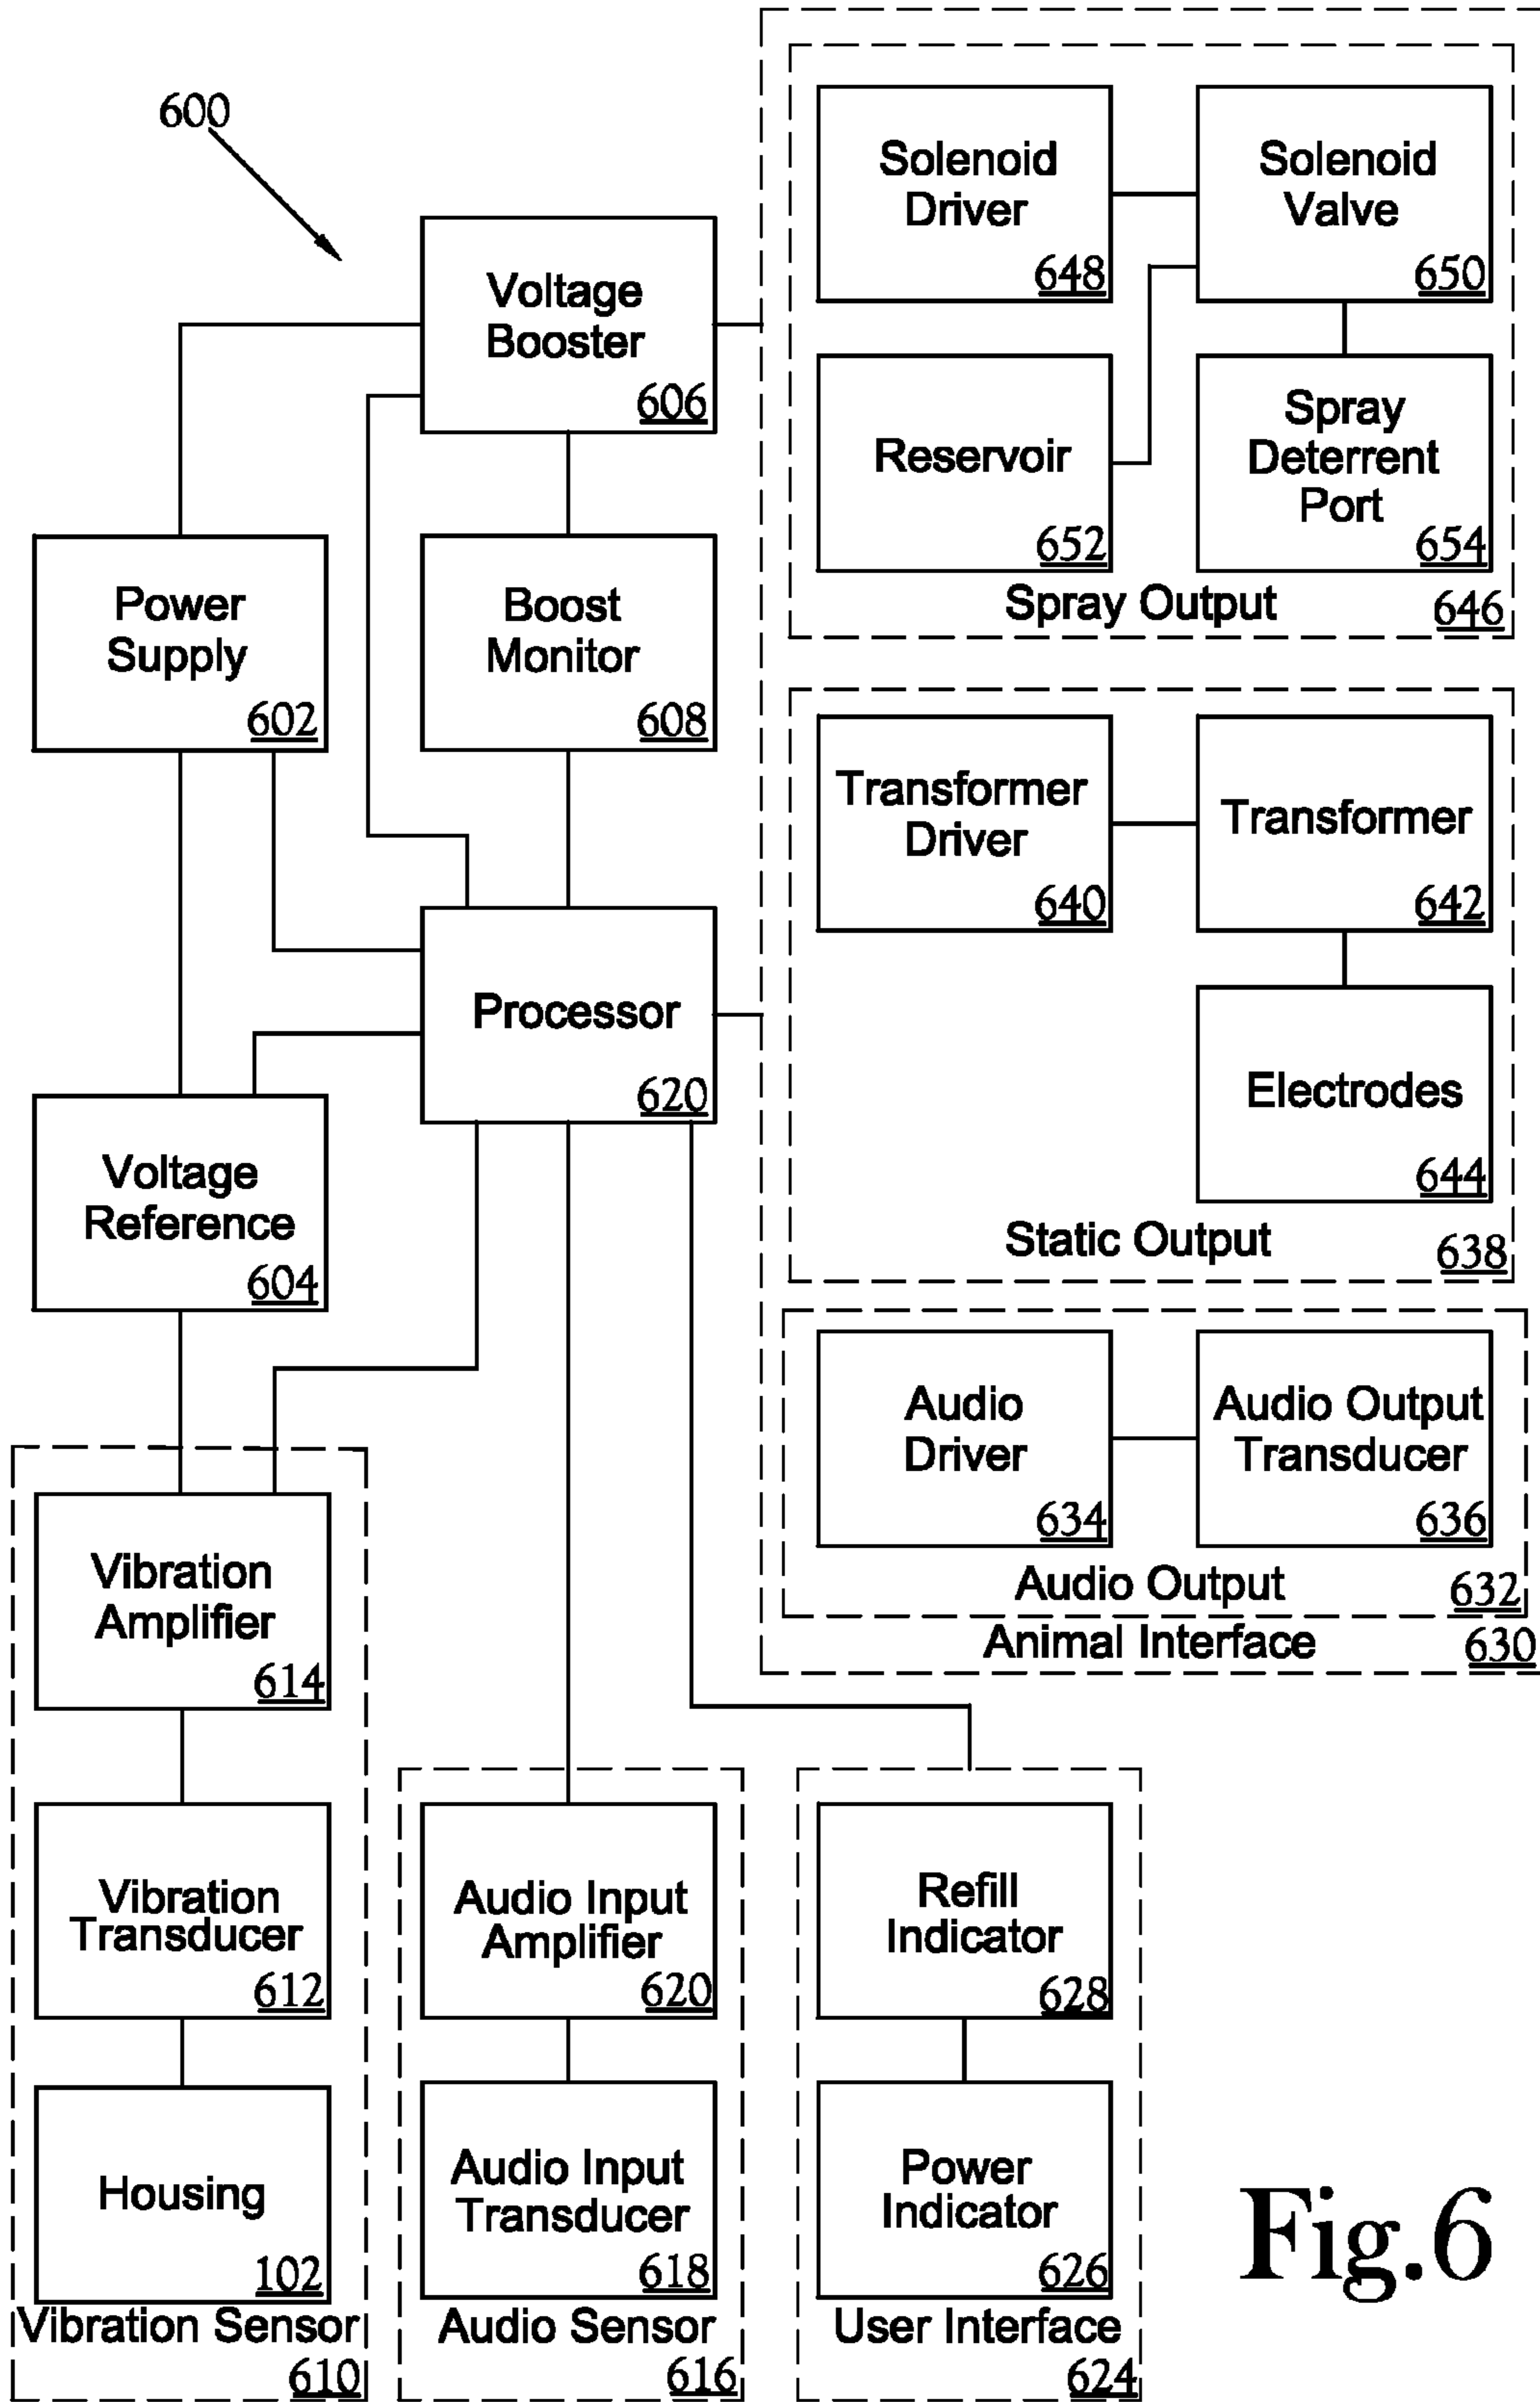 600
Voltage
Booster
606
Power
Supply
602
Boost
Monitor
608
Processor
620
Voltage
Reference
604
Solenoid
Driver
648
Solenoid
Valve
650
Reservoir
652
Spray
Deterrent
Port
654
Spray Output
646
Transformer
Driver
640
Transformer
642
Electrodes
644
Static Output
638
Audio
Driver
634
Audio Output
Transducer
636
Audio Output
632
Animal Interface
630
Vibration
Amplifier
614
Vibration
Transducer
612
Housing
102
Vibration Sensor
610
Audio Input
Amplifier
620
Audio Input
Transducer
618
Audio Sensor
616
Refill
Indicator
628
Power
Indicator
626
User Interface
624
Fig.6